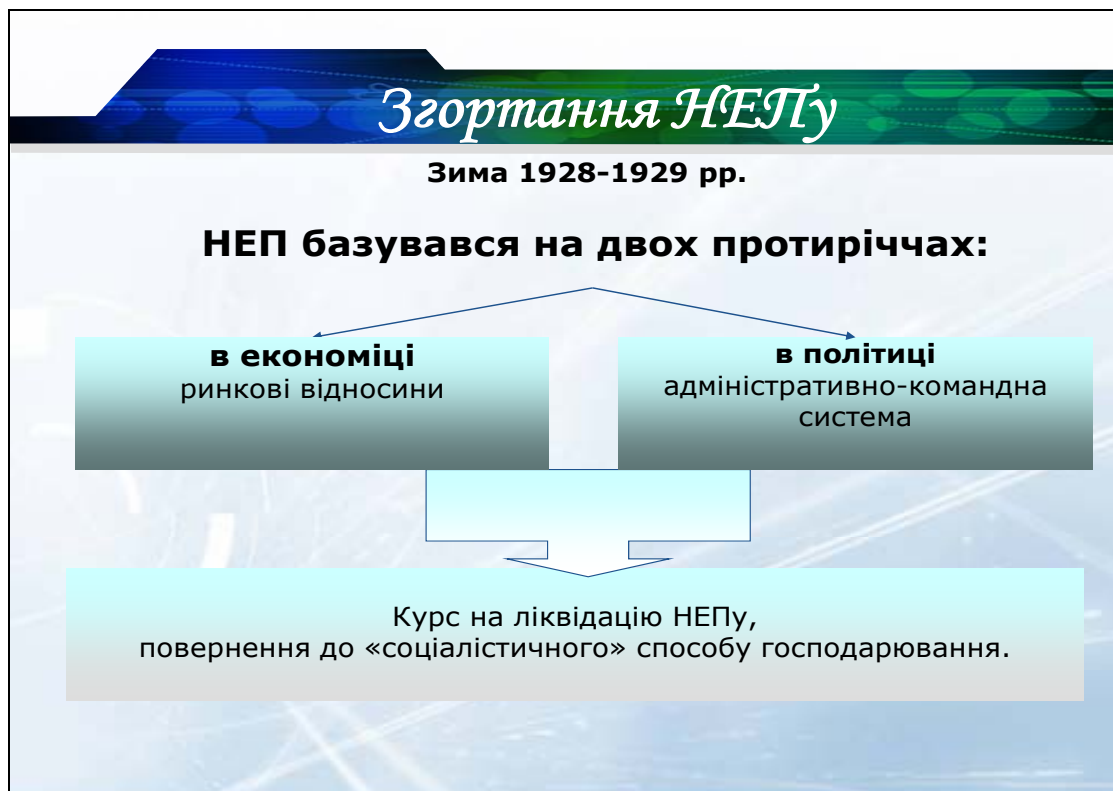 Згортання НЕПу
Зима 1928-1929 рр.
НЕП базувався на двох протиріччах:
в економіці
ринкові відносини
в політиці
адміністративно-командна
система
Курс на ліквідацію НЕПу,
повернення до «соціалістичного» способу господарювання.